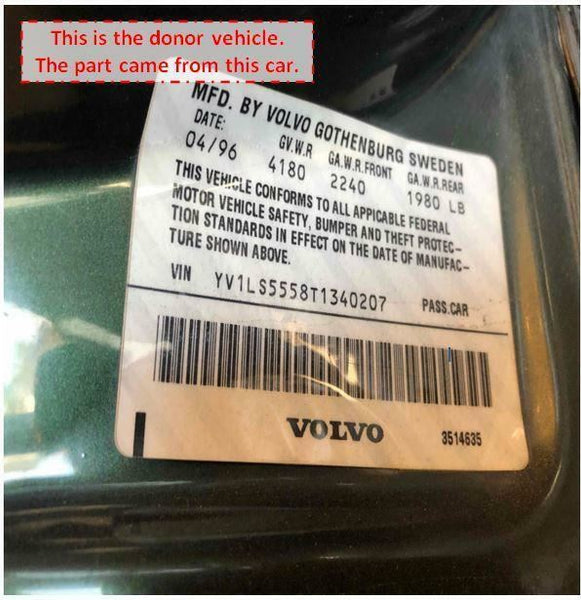 This is the donor vehicle.
The part came from this car.
MFD. BY VOLVO GOTHENBURG SWEDEN
DATE: GV.W.R GA.W.R.FRONT GA.W.R.REAR
04/96 4180 2240 1980 LB
THIS VEHICLE CONFORMS TO ALL APPICABLE FEDERAL
MOTOR VEHICLE SAFETY, BUMPER AND THEFT PROTEC-
TION STANDARDS IN EFFECT ON THE DATE OF MANUFAC-
TURE SHOWN ABOVE.
VIN YV1LS5558T1340207 PASS.CAR
VOLVO 3514635